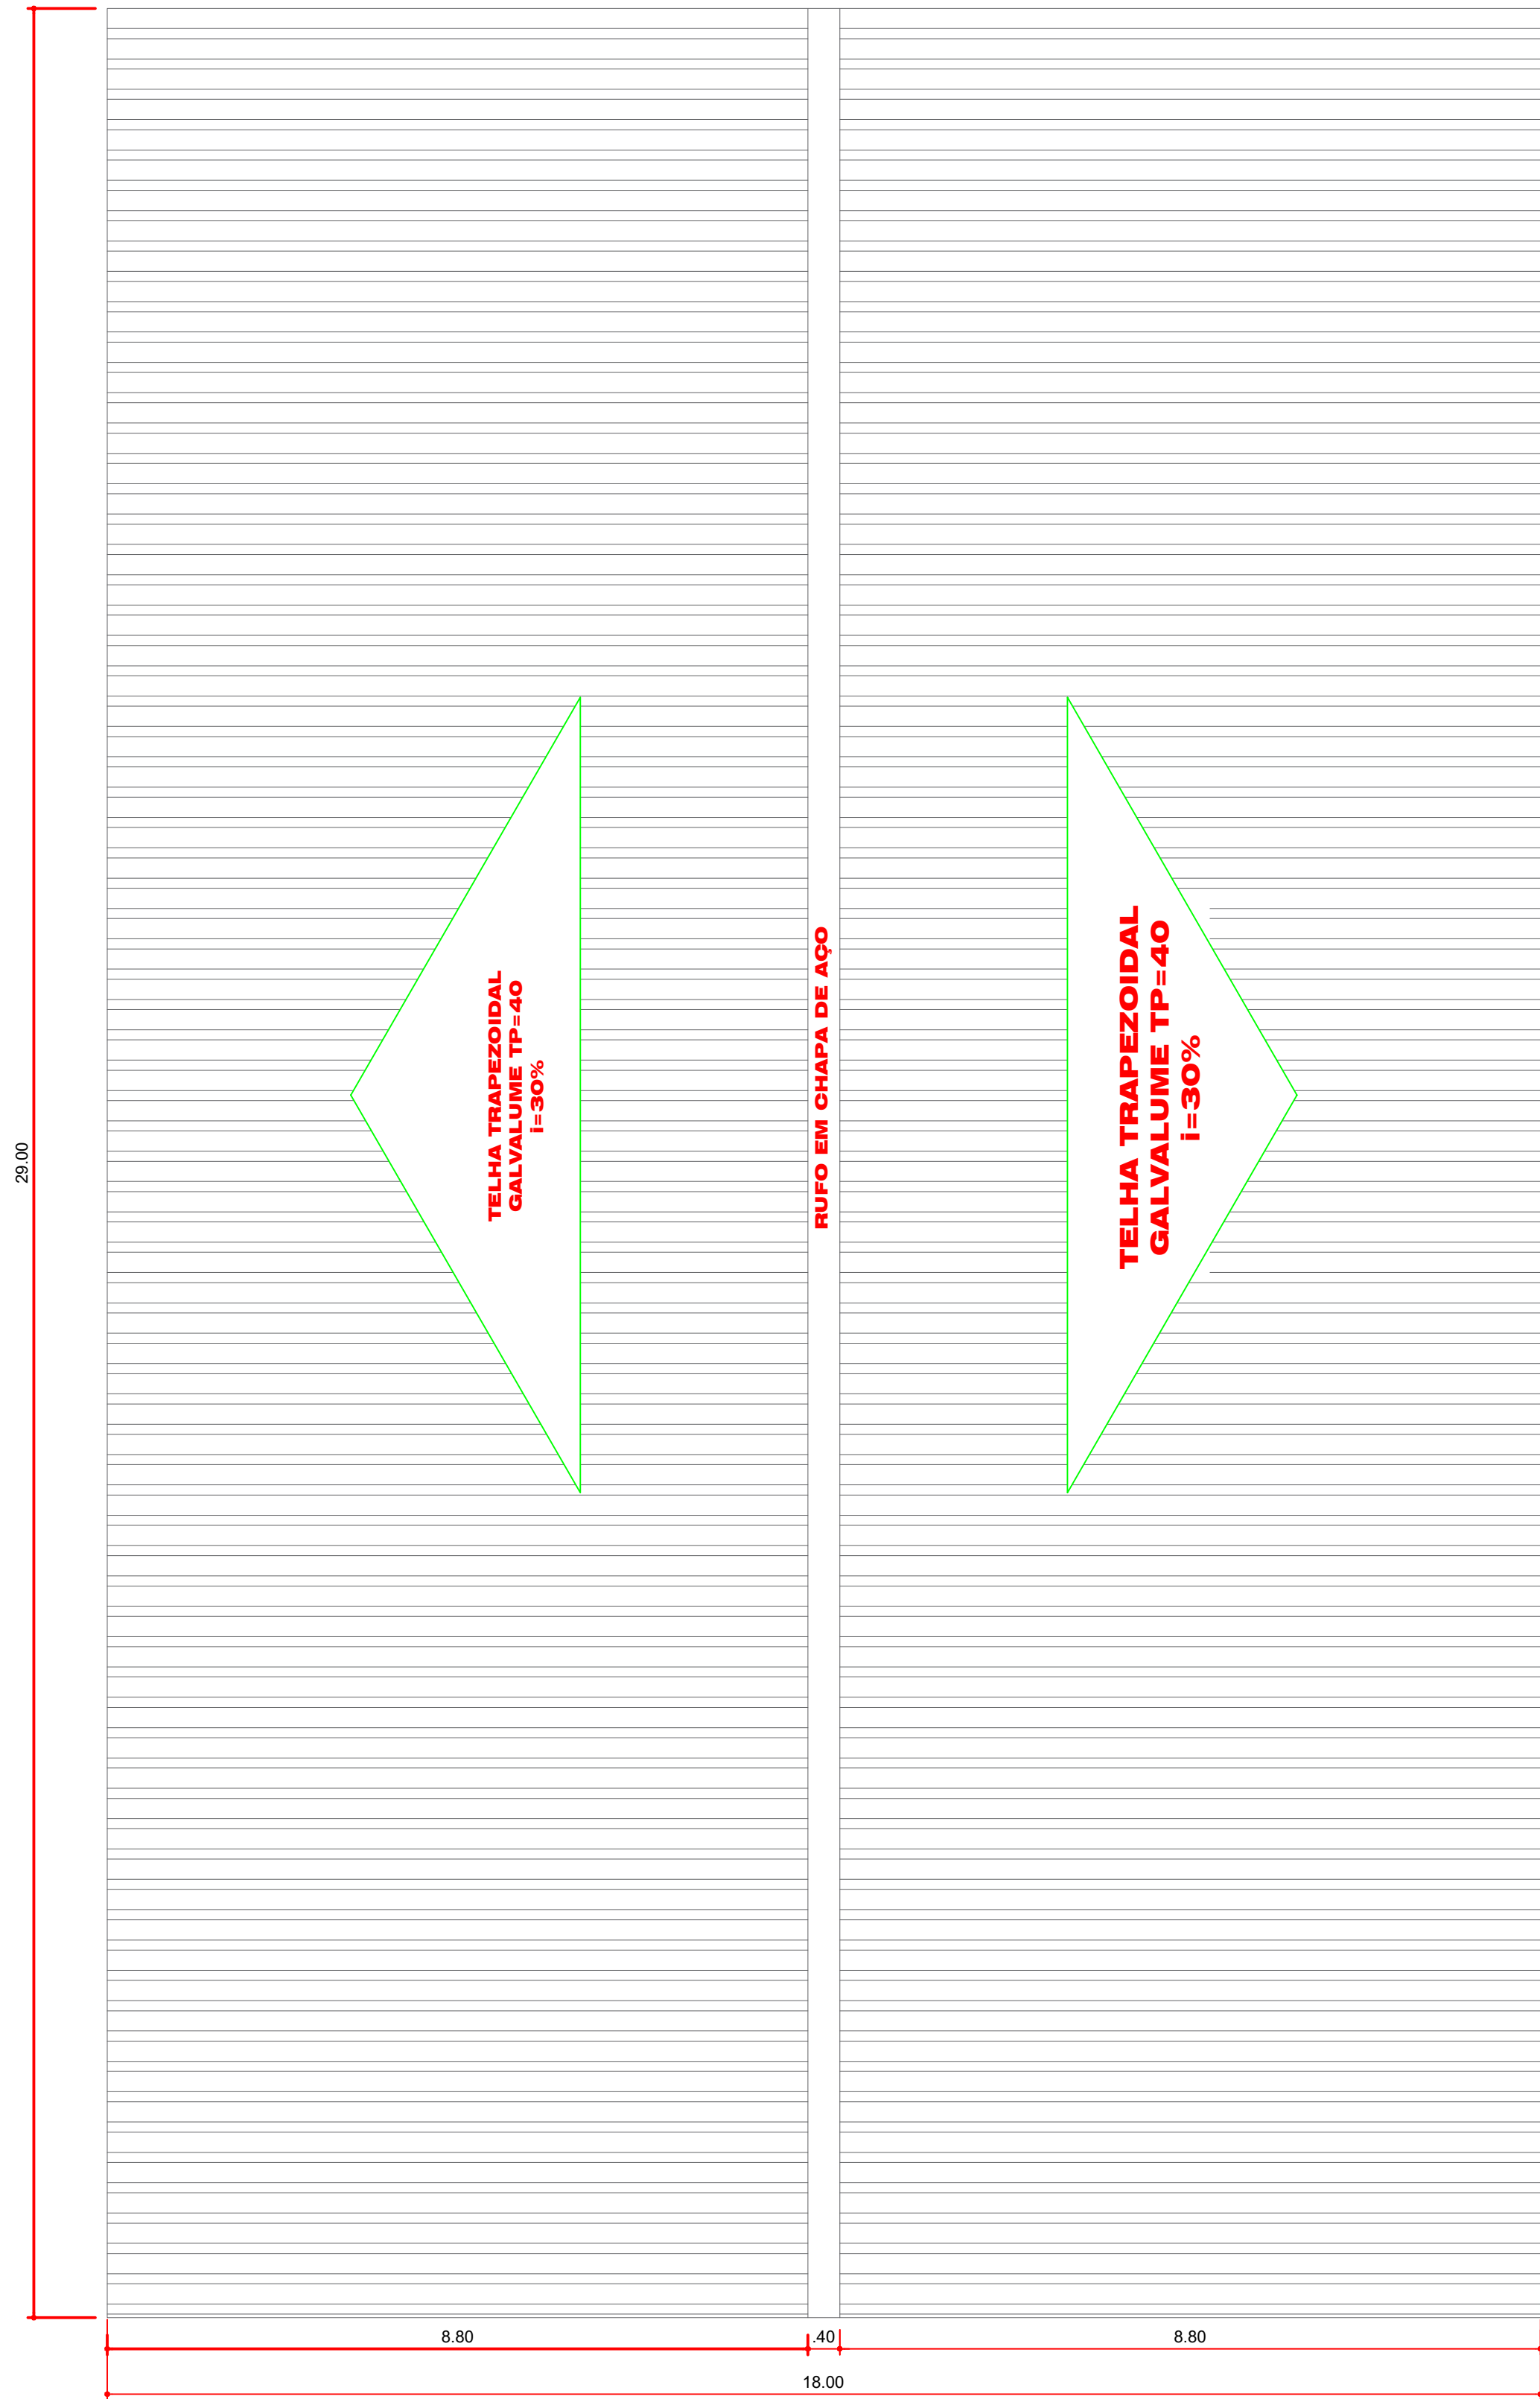 29.00
TELHA TRAPEZOIDAL
GALVALUME TP=40
i=30%
RUFO EM CHAPA DE AÇO
TELHA TRAPEZOIDAL
GALVALUME TP=40
i=30%
8.80
.40
8.80
18.00